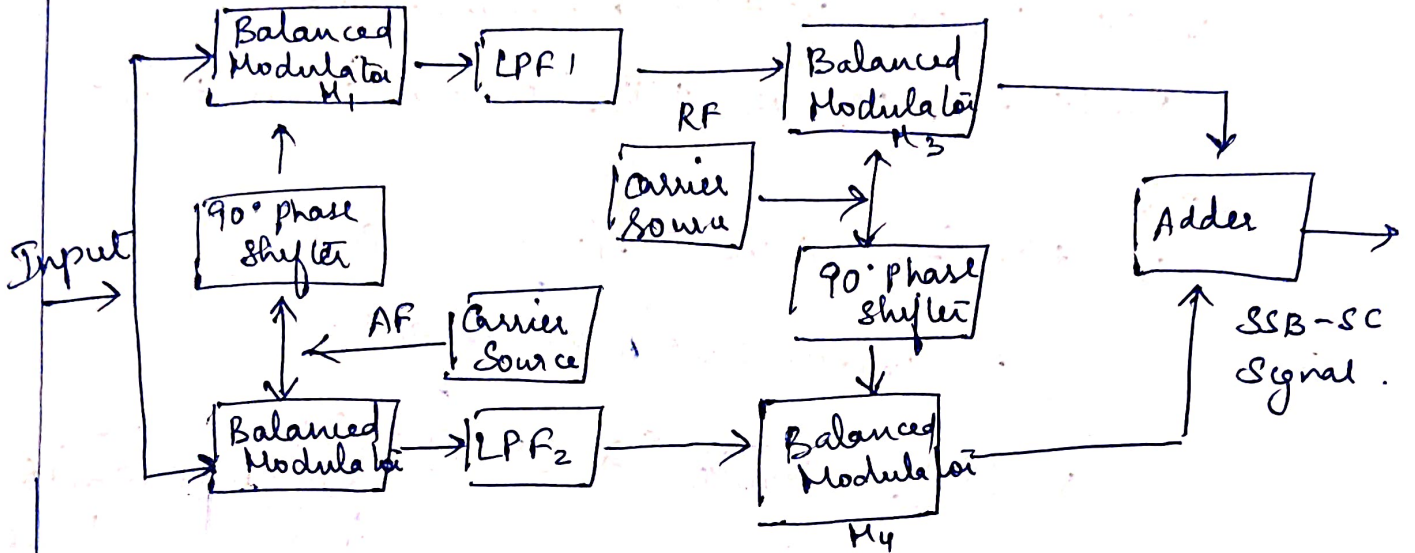 Balanced
Modulator
M1
LPF 1
Balanced
Modulator
M3
RF
Carrier
Source
90° phase
Shifter
Adder
Input
90° Phase
Shifter
AF
Carrier
Source
SSB-SC
Signal.
Balanced
Modulator
LPF2
Balanced
Modulator
M4